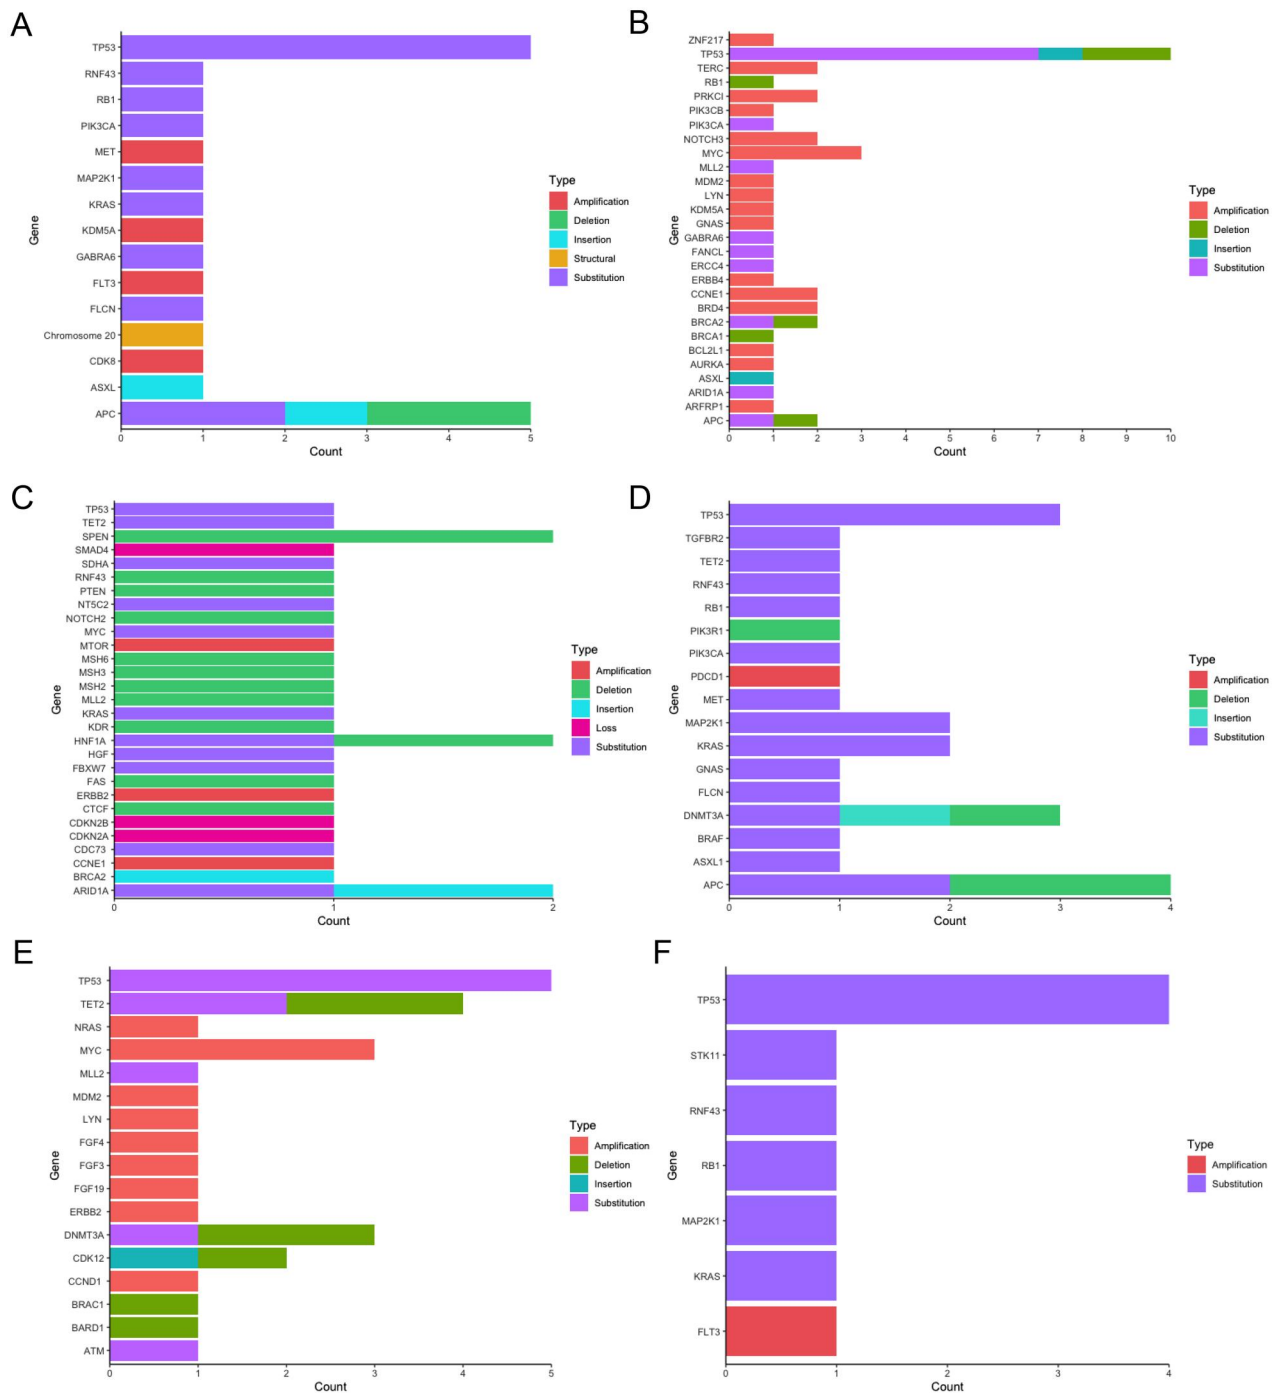 A
TP53
RNF43
RB1
PIK3CA
MET
MAP2K1
KRAS
KDM5A
GABRA6
FLT3
FLCN
Chromosome 20
CDK8
ASXL
APC
Gene
0 1 2 3 4 5
Count
Type
Amplification
Deletion
Insertion
Structural
Substitution
B
ZNF217
TP53
TERC
RB1
PRKCI
PIK3CB
PIK3CA
NOTCH3
MYC
MLL2
MDM2
LYN
KDM5A
GNAS
GABRA6
FANCL
ERCC4
ERBB4
CCNE1
BRD4
BRCA2
BRCA1
BCL2L1
AURKA
ASXL
ARID1A
ARFRP1
APC
Gene
0 1 2 3 4 5 6 7 8 9 10
Count
Type
Amplification
Deletion
Insertion
Substitution
C
TP53
TET2
SPEN
SMAD4
SDHA
RNF43
PTEN
NT5C2
NOTCH2
MYC
MTOR
MSH6
MSH3
MSH2
MLL2
KRAS
KDR
HNF1A
HGF
FBXW7
FAS
ERBB2
CTCF
CDKN2B
CDKN2A
CDC73
CCNE1
BRCA2
ARID1A
Gene
0 1 2
Count
Type
Amplification
Deletion
Insertion
Loss
Substitution
D
TP53
TGFBR2
TET2
RNF43
RB1
PIK3R1
PIK3CA
PDCD1
MET
MAP2K1
KRAS
GNAS
FLCN
DNMT3A
BRAF
ASXL1
APC
Gene
0 1 2 3 4
Count
Type
Amplification
Deletion
Insertion
Substitution
E
TP53
TET2
NRAS
MYC
MLL2
MDM2
LYN
FGF4
FGF3
FGF19
ERBB2
DNMT3A
CDK12
CCND1
BRAC1
BARD1
ATM
Gene
0 1 2 3 4 5
Count
Type
Amplification
Deletion
Insertion
Substitution
F
TP53
STK11
RNF43
RB1
MAP2K1
KRAS
FLT3
Gene
0 1 2 3 4
Count
Type
Amplification
Substitution